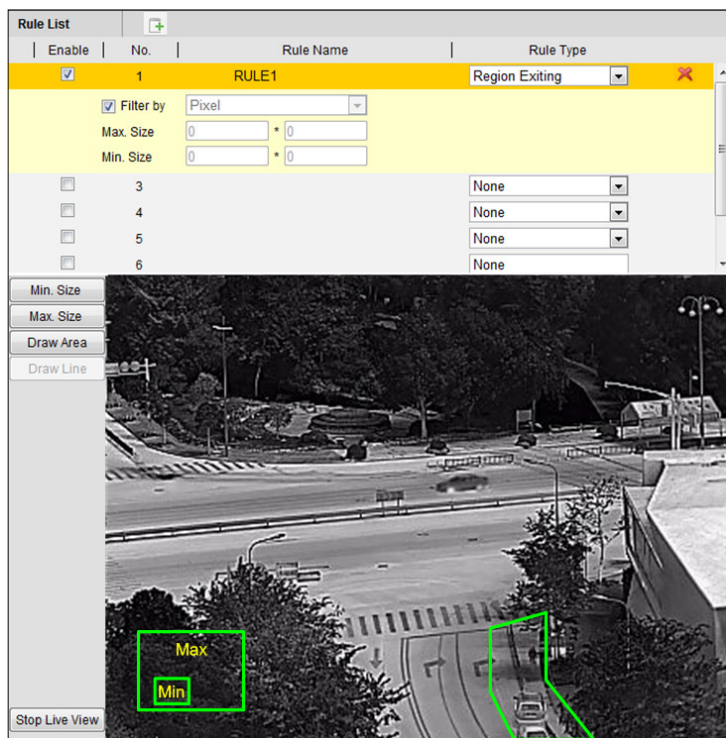 Rule List
Enable No. Rule Name Rule Type
1 RULE1 Region Exiting
Filter by Pixel
Max. Size 0 * 0
Min. Size 0 * 0
3 None
4 None
5 None
6 None
Min. Size
Max. Size
Draw Area
Draw Line
Max
Min
Stop Live View